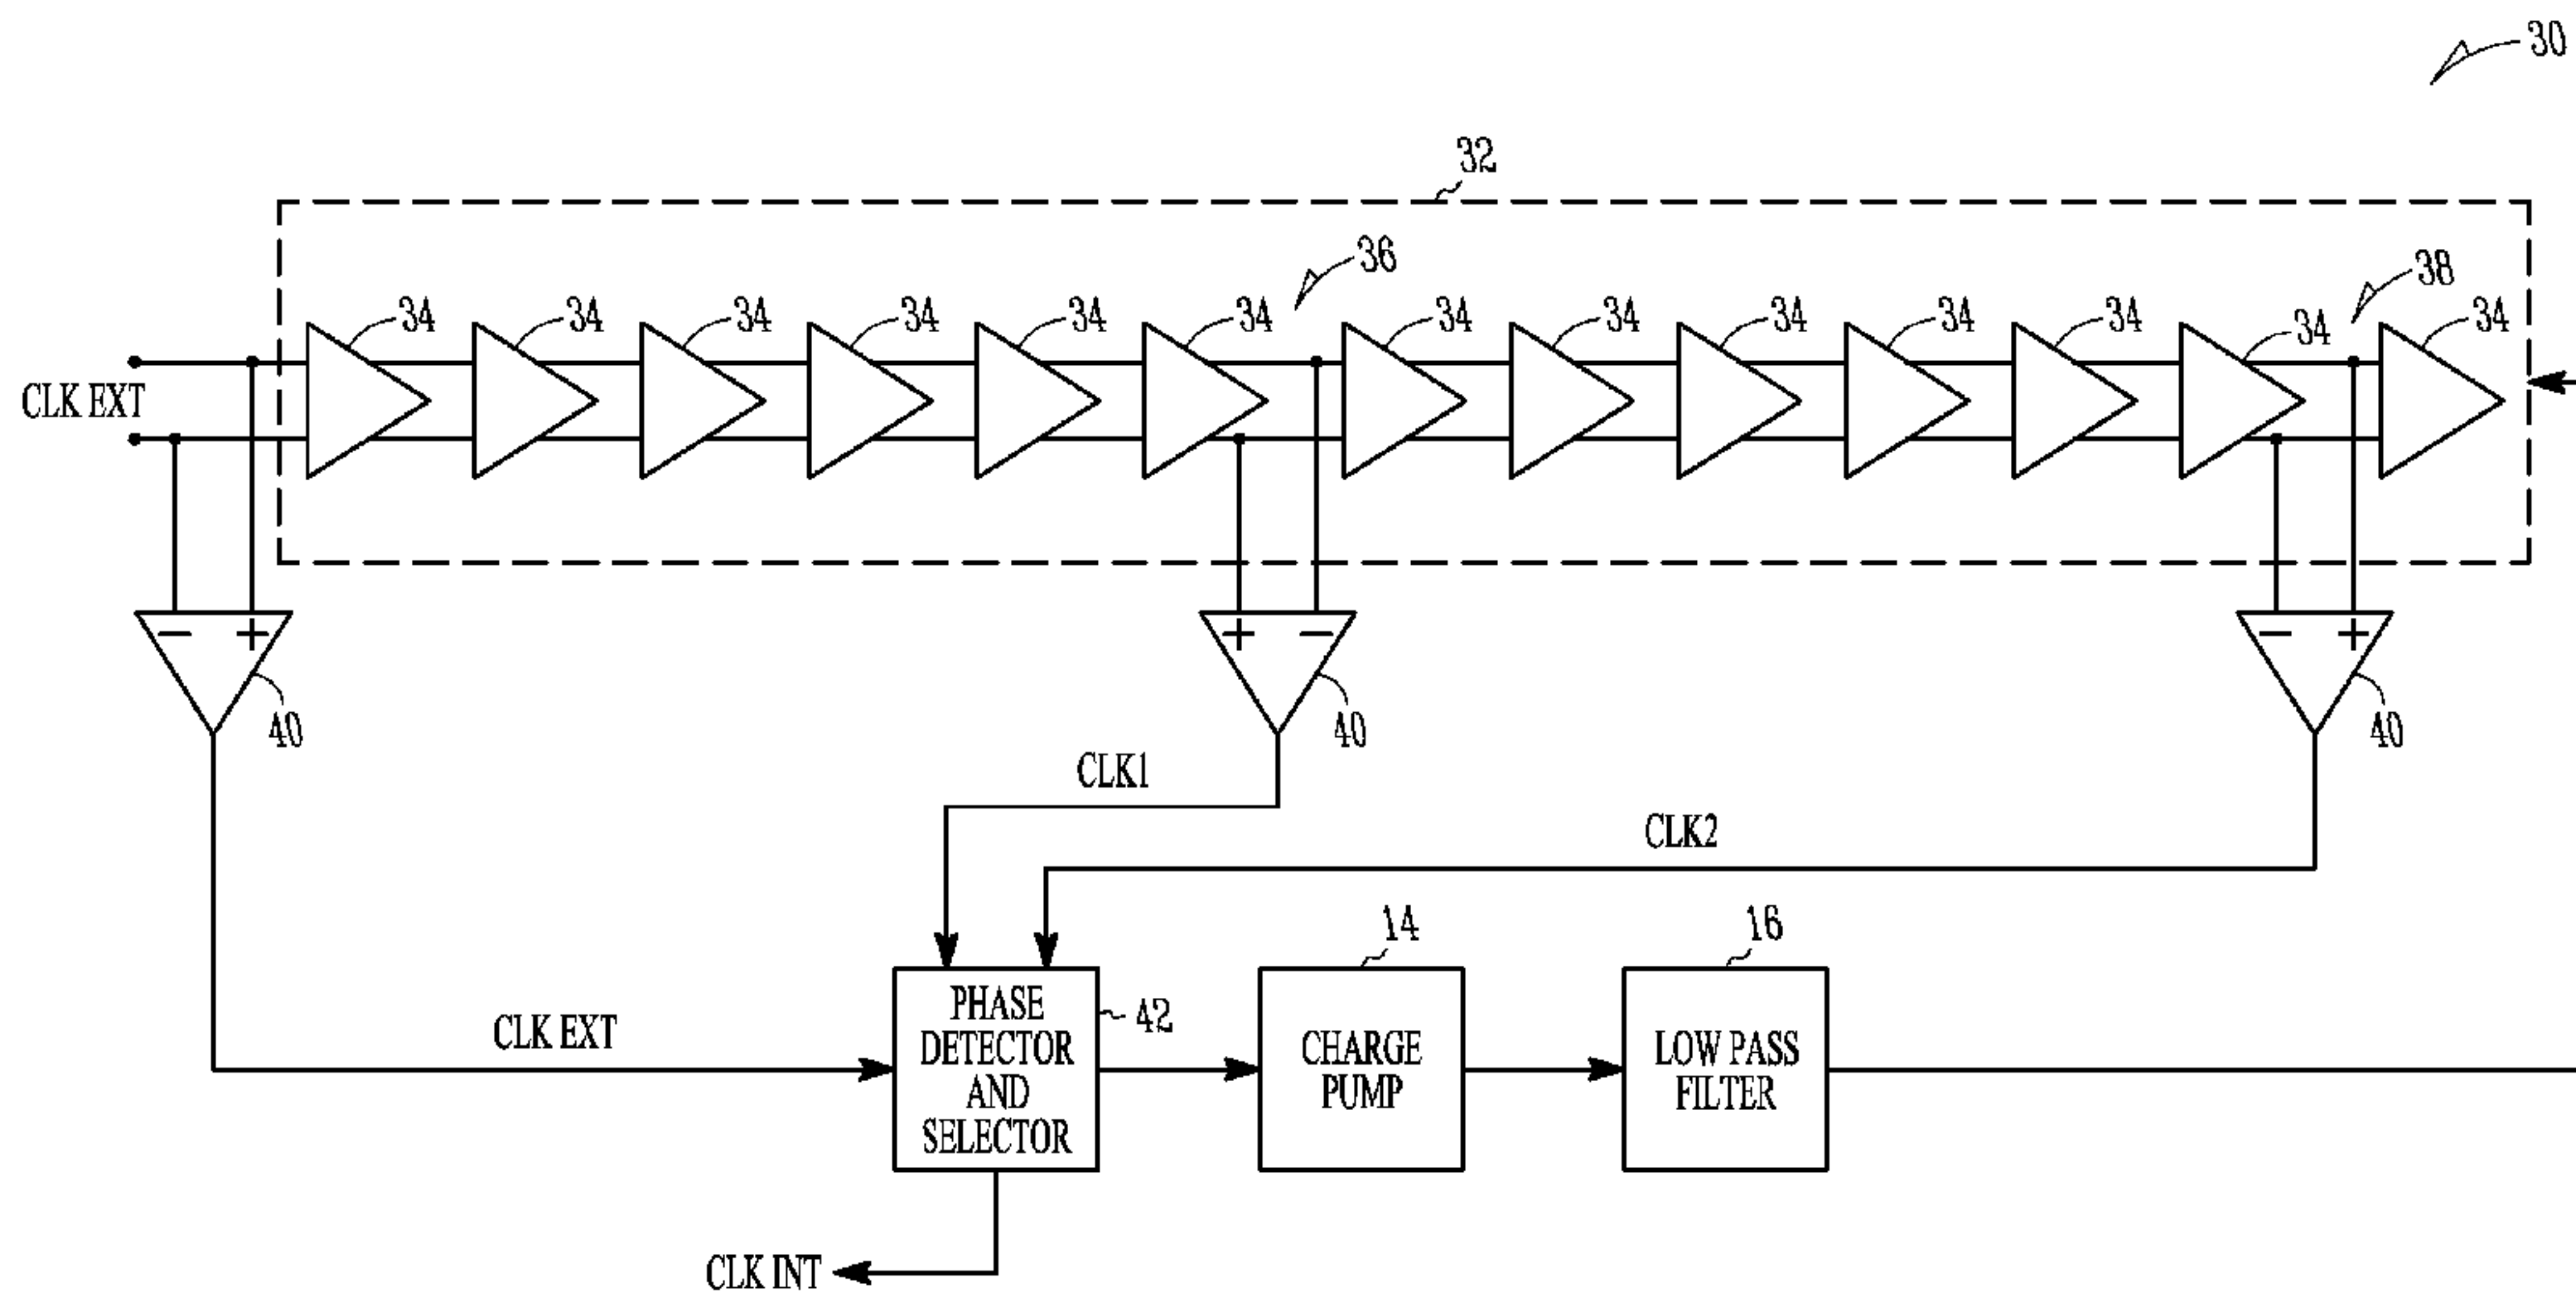 30
32
36
38
34 34 34 34 34 34 34 34 34 34 34 34 34
CLK EXT
− +
+ −
− +
40
40
40
CLK1
CLK2
14
16
CLK EXT
PHASE
DETECTOR
AND
SELECTOR
42
CHARGE
PUMP
LOW PASS
FILTER
CLK INT